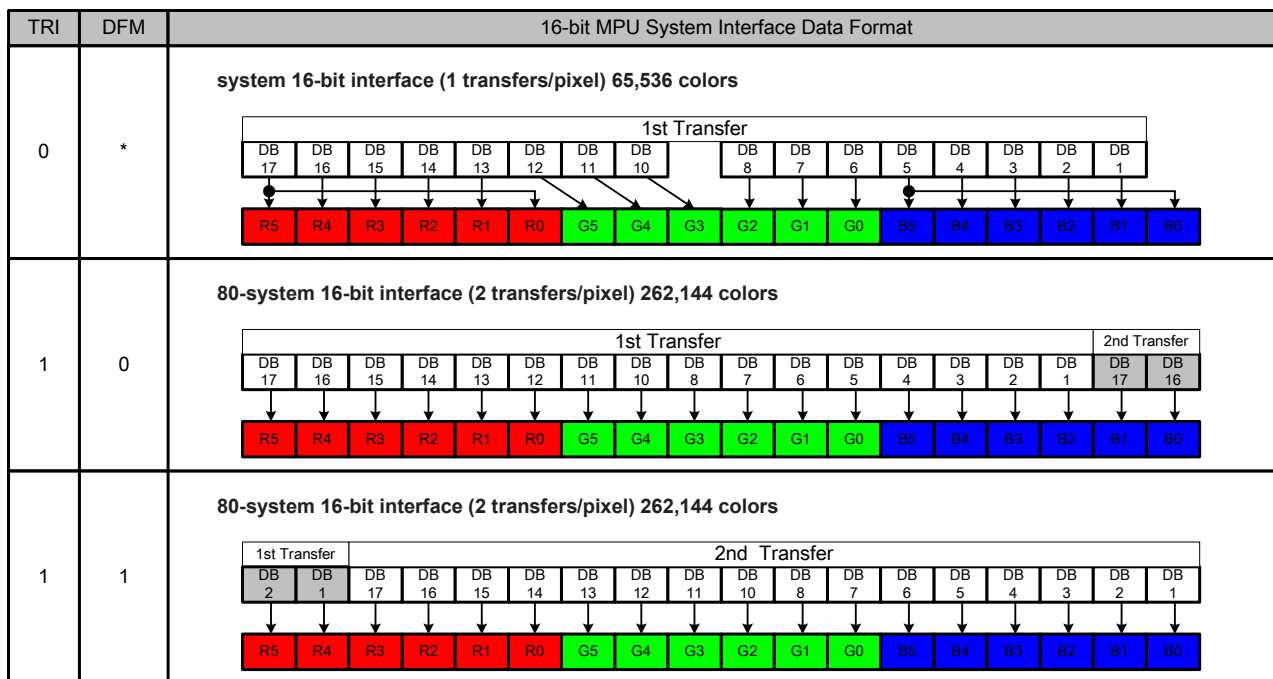 TRI DFM 16-bit MPU System Interface Data Format
0 *
system 16-bit interface (1 transfers/pixel) 65,536 colors
1st Transfer
DB 17 DB 16 DB 15 DB 14 DB 13 DB 12 DB 11 DB 10 DB 8 DB 7 DB 6 DB 5 DB 4 DB 3 DB 2 DB 1
R5 R4 R3 R2 R1 R0 G5 G4 G3 G2 G1 G0 B5 B4 B3 B2 B1 B0
1 0
80-system 16-bit interface (2 transfers/pixel) 262,144 colors
1st Transfer 2nd Transfer
DB 17 DB 16 DB 15 DB 14 DB 13 DB 12 DB 11 DB 10 DB 8 DB 7 DB 6 DB 5 DB 4 DB 3 DB 2 DB 1 DB 17 DB 16
R5 R4 R3 R2 R1 R0 G5 G4 G3 G2 G1 G0 B5 B4 B3 B2 B1 B0
1 1
80-system 16-bit interface (2 transfers/pixel) 262,144 colors
1st Transfer 2nd Transfer
DB 2 DB 1 DB 17 DB 16 DB 15 DB 14 DB 13 DB 12 DB 11 DB 10 DB 8 DB 7 DB 6 DB 5 DB 4 DB 3 DB 2 DB 1
R5 R4 R3 R2 R1 R0 G5 G4 G3 G2 G1 G0 B5 B4 B3 B2 B1 B0